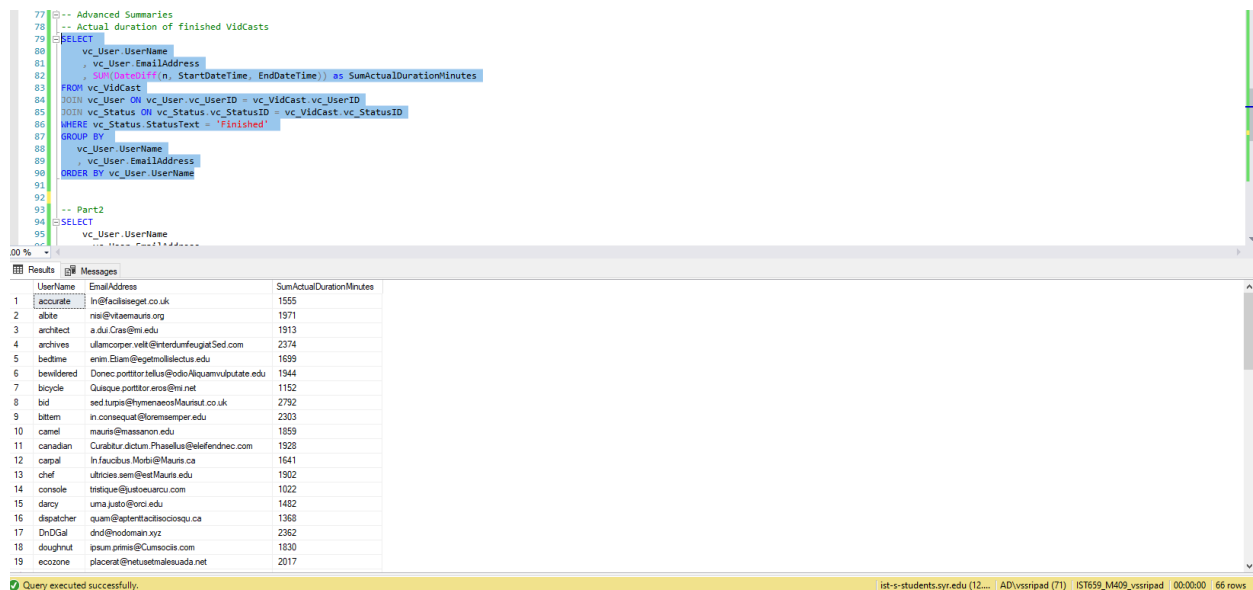 77 -- Advanced Summaries
78 -- Actual duration of finished VidCasts
79 SELECT
80 vc_User.UserName
81 , vc_User.EmailAddress
82 , SUM(DateDiff(n, StartDateTime, EndDateTime)) as SumActualDurationMinutes
83 FROM vc_VidCast
84 JOIN vc_User ON vc_User.vc_UserID = vc_VidCast.vc_UserID
85 JOIN vc_Status ON vc_Status.vc_StatusID = vc_VidCast.vc_StatusID
86 WHERE vc_Status.StatusText = 'Finished'
87 GROUP BY
88 vc_User.UserName
89 , vc_User.EmailAddress
90 ORDER BY vc_User.UserName
91
92
93 -- Part2
94 SELECT
95 vc_User.UserName
.00 %
Results Messages
UserName EmailAddress SumActualDurationMinutes
1 accurate In@facilisiseget.co.uk 1555
2 albite nisi@vitaemauris.org 1971
3 architect a.dui.Cras@mi.edu 1913
4 archives ullamcorper.velit@interdumfeugiatSed.com 2374
5 bedtime enim.Etiam@egetmollislectus.edu 1699
6 bewildered Donec.porttitor.tellus@odioAliquamvulputate.edu 1944
7 bicycle Quisque.porttitor.eros@mi.net 1152
8 bid sed.turpis@hymenaeosMaurisut.co.uk 2792
9 bittern in.consequat@loremsemper.edu 2303
10 camel mauris@massanon.edu 1859
11 canadian Curabitur.dictum.Phasellus@eleifendnec.com 1928
12 carpal In.faucibus.Morbi@Mauris.ca 1641
13 chef ultricies.sem@estMauris.edu 1902
14 console tristique@justoeuarcu.com 1022
15 darcy urna.justo@orci.edu 1482
16 dispatcher quam@aptenttacitisociosqu.ca 1368
17 DnDGal dnd@nodomain.xyz 2362
18 doughnut ipsum.primis@Cumsociis.com 1830
19 ecozone placerat@netusetmalesuada.net 2017
Query executed successfully. ist-s-students.syr.edu (12.... AD\vssripad (71) IST659_M409_vssripad 00:00:00 66 rows